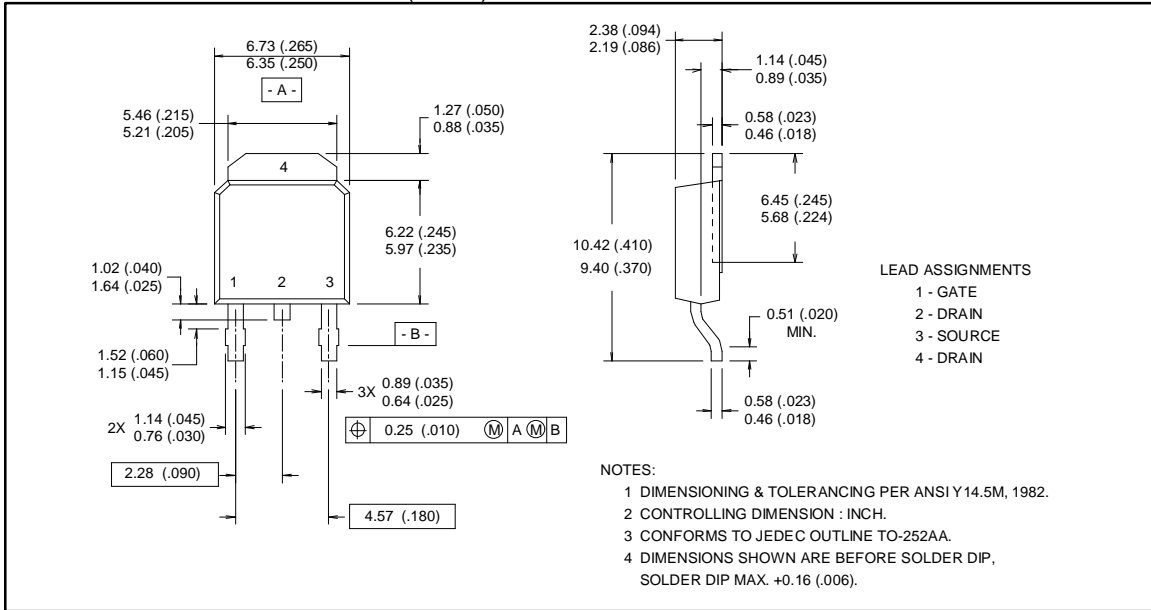 6.73 (.265)
6.35 (.250)
- A -
5.46 (.215)
5.21 (.205)
1.27 (.050)
0.88 (.035)
4
6.22 (.245)
5.97 (.235)
1.02 (.040)
1.64 (.025)
1 2 3
- B -
1.52 (.060)
1.15 (.045)
3X 0.89 (.035)
0.64 (.025)
2X 1.14 (.045)
0.76 (.030)
⌖ 0.25 (.010) Ⓜ A Ⓜ B
2.28 (.090)
4.57 (.180)
2.38 (.094)
2.19 (.086)
1.14 (.045)
0.89 (.035)
0.58 (.023)
0.46 (.018)
6.45 (.245)
5.68 (.224)
10.42 (.410)
9.40 (.370)
0.51 (.020)
MIN.
0.58 (.023)
0.46 (.018)
LEAD ASSIGNMENTS
1 - GATE
2 - DRAIN
3 - SOURCE
4 - DRAIN
NOTES:
1 DIMENSIONING & TOLERANCING PER ANSI Y14.5M, 1982.
2 CONTROLLING DIMENSION : INCH.
3 CONFORMS TO JEDEC OUTLINE TO-252AA.
4 DIMENSIONS SHOWN ARE BEFORE SOLDER DIP,
SOLDER DIP MAX. +0.16 (.006).